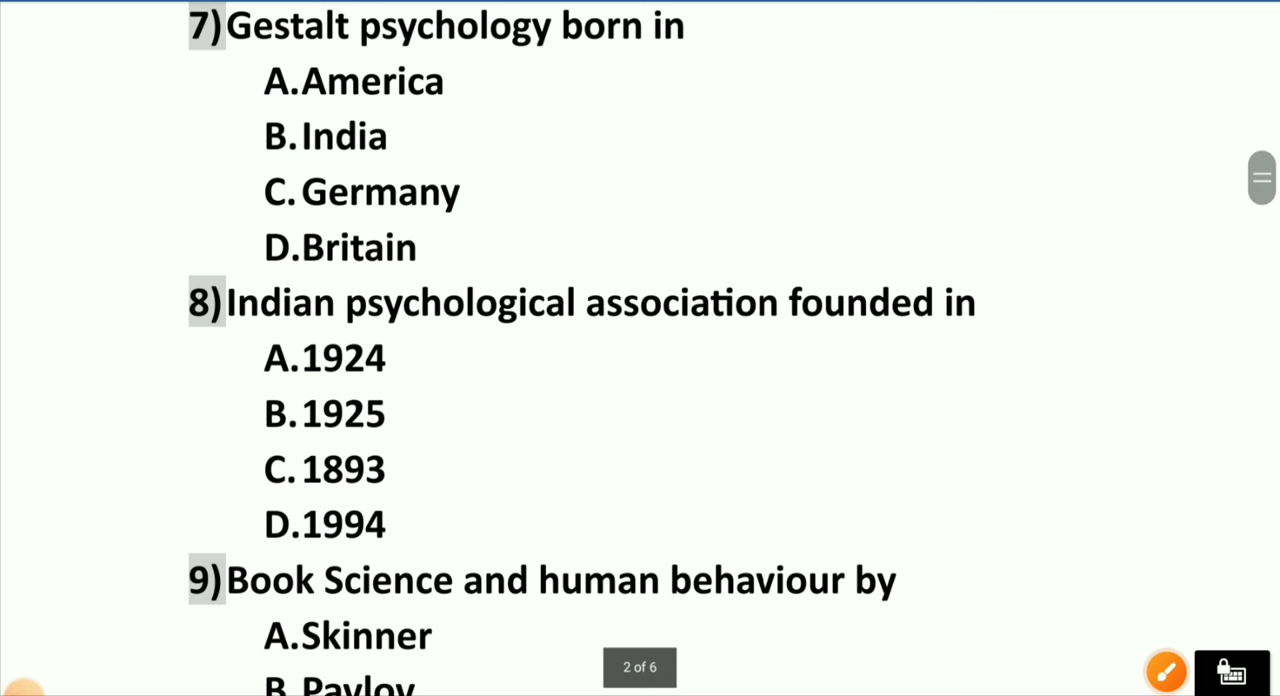 7) Gestalt psychology born in
A. America
B. India
C. Germany
D. Britain
8) Indian psychological association founded in
A. 1924
B. 1925
C. 1893
D. 1994
9) Book Science and human behaviour by
A. Skinner
B. Pavlov
2 of 6